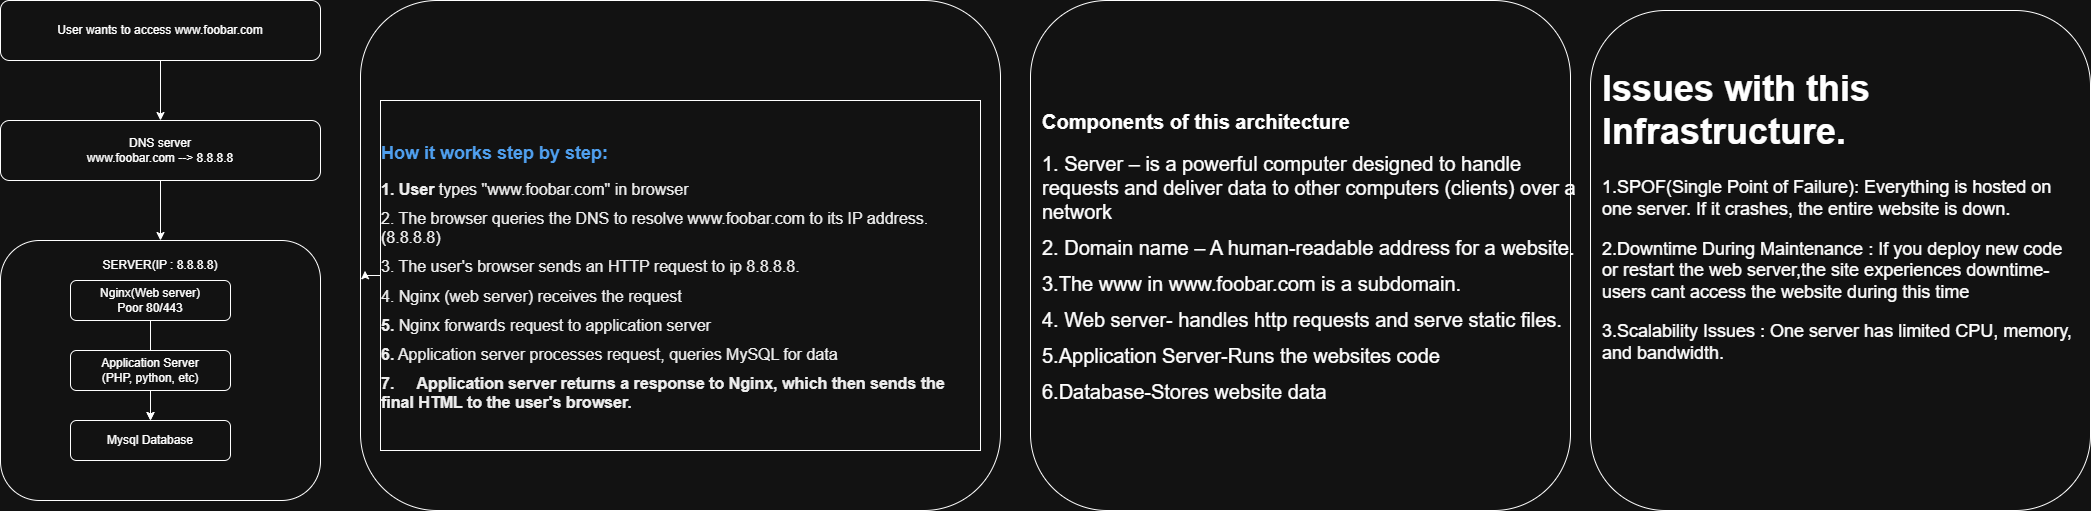 User wants to access www.foobar.com
DNS server
www.foobar.com --> 8.8.8.8
SERVER(IP : 8.8.8.8)
Nginx(Web server)
Poor 80/443
Application Server
(PHP, python, etc)
Mysql Database
How it works step by step:
1. User types "www.foobar.com" in browser
2. The browser queries the DNS to resolve www.foobar.com to its IP address.
(8.8.8.8)
3. The user's browser sends an HTTP request to ip 8.8.8.8.
4. Nginx (web server) receives the request
5. Nginx forwards request to application server
6. Application server processes request, queries MySQL for data
7. Application server returns a response to Nginx, which then sends the
final HTML to the user's browser.
Components of this architecture
1. Server – is a powerful computer designed to handle
requests and deliver data to other computers (clients) over a
network
2. Domain name – A human-readable address for a website.
3.The www in www.foobar.com is a subdomain.
4. Web server- handles http requests and serve static files.
5.Application Server-Runs the websites code
6.Database-Stores website data
Issues with this
Infrastructure.
1.SPOF(Single Point of Failure): Everything is hosted on
one server. If it crashes, the entire website is down.
2.Downtime During Maintenance : If you deploy new code
or restart the web server,the site experiences downtime-
users cant access the website during this time
3.Scalability Issues : One server has limited CPU, memory,
and bandwidth.